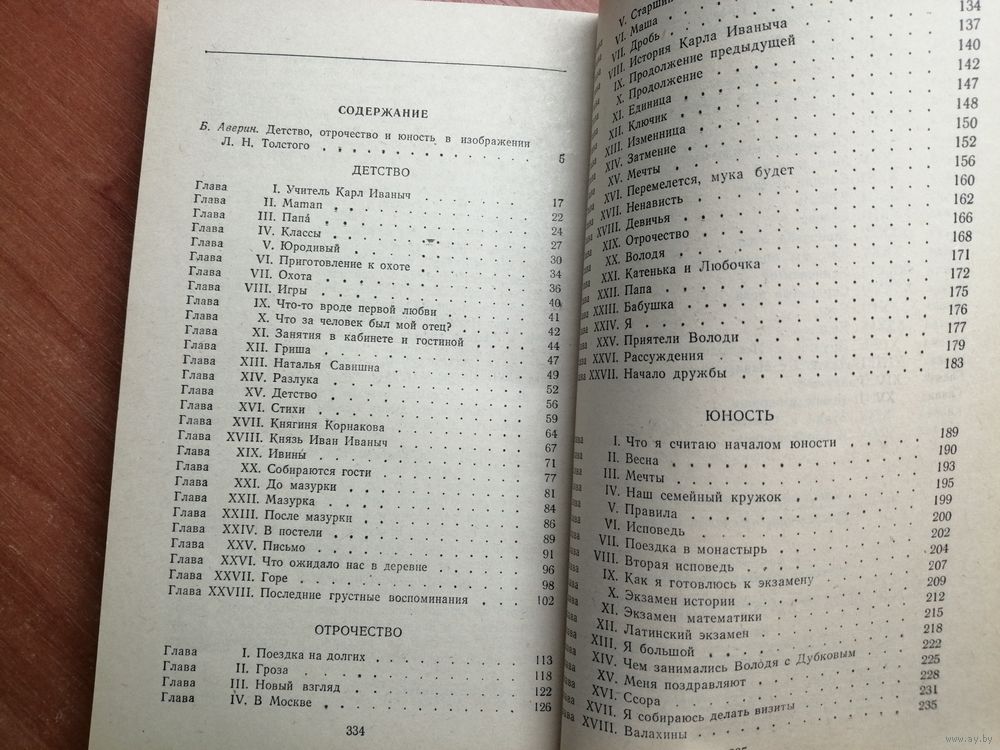 СОДЕРЖАНИЕ
Б. Аверин. Детство, отрочество и юность в изображении
Л. Н. Толстого . . . . . . . . . 5
ДЕТСТВО
Глава I. Учитель Карл Иваныч . . . . . . 17
Глава II. Maman . . . . . . . . . 22
Глава III. Папá . . . . . . . . . 24
Глава IV. Классы . . . . . . . . . 27
Глава V. Юродивый . . . . . . . . . 30
Глава VI. Приготовление к охоте . . . . . . 34
Глава VII. Охота . . . . . . . . . 36
Глава VIII. Игры . . . . . . . . . 40
Глава IX. Что-то вроде первой любви . . . . . 41
Глава X. Что за человек был мой отец? . . . . . 42
Глава XI. Занятия в кабинете и гостиной . . . . 44
Глава XII. Гриша . . . . . . . . . 47
Глава XIII. Наталья Савишна . . . . . . . 49
Глава XIV. Разлука . . . . . . . . . 52
Глава XV. Детство . . . . . . . . . 56
Глава XVI. Стихи . . . . . . . . . 59
Глава XVII. Княгиня Корнакова . . . . . . . 64
Глава XVIII. Князь Иван Иваныч . . . . . . . 67
Глава XIX. Ивины . . . . . . . . . 71
Глава XX. Собираются гости . . . . . . . 77
Глава XXI. До мазурки . . . . . . . . 81
Глава XXII. Мазурка . . . . . . . . . 84
Глава XXIII. После мазурки . . . . . . . . 86
Глава XXIV. В постели . . . . . . . . 89
Глава XXV. Письмо . . . . . . . . . 91
Глава XXVI. Что ожидало нас в деревне . . . . . 96
Глава XXVII. Горе . . . . . . . . . 98
Глава XXVIII. Последние грустные воспоминания . . . 102
ОТРОЧЕСТВО
Глава I. Поездка на долгих . . . . . . . 113
Глава II. Гроза . . . . . . . . . 118
Глава III. Новый взгляд . . . . . . . . 122
Глава IV. В Москве . . . . . . . . . 126
334
V. Старший
VI. Маша
VII. Дробь
VIII. История Карла Иваныча . . . . . 134
IX. Продолжение предыдущей . . . . . 137
X. Продолжение . . . . . . . 140
XI. Единица . . . . . . . . 142
XII. Ключик . . . . . . . . 147
XIII. Изменница . . . . . . . 148
XIV. Затмение . . . . . . . . 150
XV. Мечты . . . . . . . . 152
XVI. Перемелется, мука будет . . . . . 156
XVII. Ненависть . . . . . . . . 160
XVIII. Девичья . . . . . . . . 162
XIX. Отрочество . . . . . . . . 166
XX. Володя . . . . . . . . 168
XXI. Катенька и Любочка . . . . . . 171
XXII. Папа . . . . . . . . . 172
XXIII. Бабушка . . . . . . . . 175
XXIV. Я . . . . . . . . . 176
XXV. Приятели Володи . . . . . . 177
XXVI. Рассуждения . . . . . . . 179
XXVII. Начало дружбы . . . . . . . 183
ЮНОСТЬ
I. Что я считаю началом юности . . . . 189
II. Весна . . . . . . . . . 190
III. Мечты . . . . . . . . . 193
IV. Наш семейный кружок . . . . . . 195
V. Правила . . . . . . . . 199
VI. Исповедь . . . . . . . . 200
VII. Поездка в монастырь . . . . . . 202
VIII. Вторая исповедь . . . . . . . 204
IX. Как я готовлюсь к экзамену . . . . 207
X. Экзамен истории . . . . . . . 209
XI. Экзамен математики . . . . . . 212
XII. Латинский экзамен . . . . . . 215
XIII. Я большой . . . . . . . . 218
XIV. Чем занимались Володя с Дубковым . . . 222
XV. Меня поздравляют . . . . . . 225
XVI. Ссора . . . . . . . . . 228
XVII. Я собираюсь делать визиты . . . . 231
XVIII. Валахины . . . . . . . . 235
www.ay.by